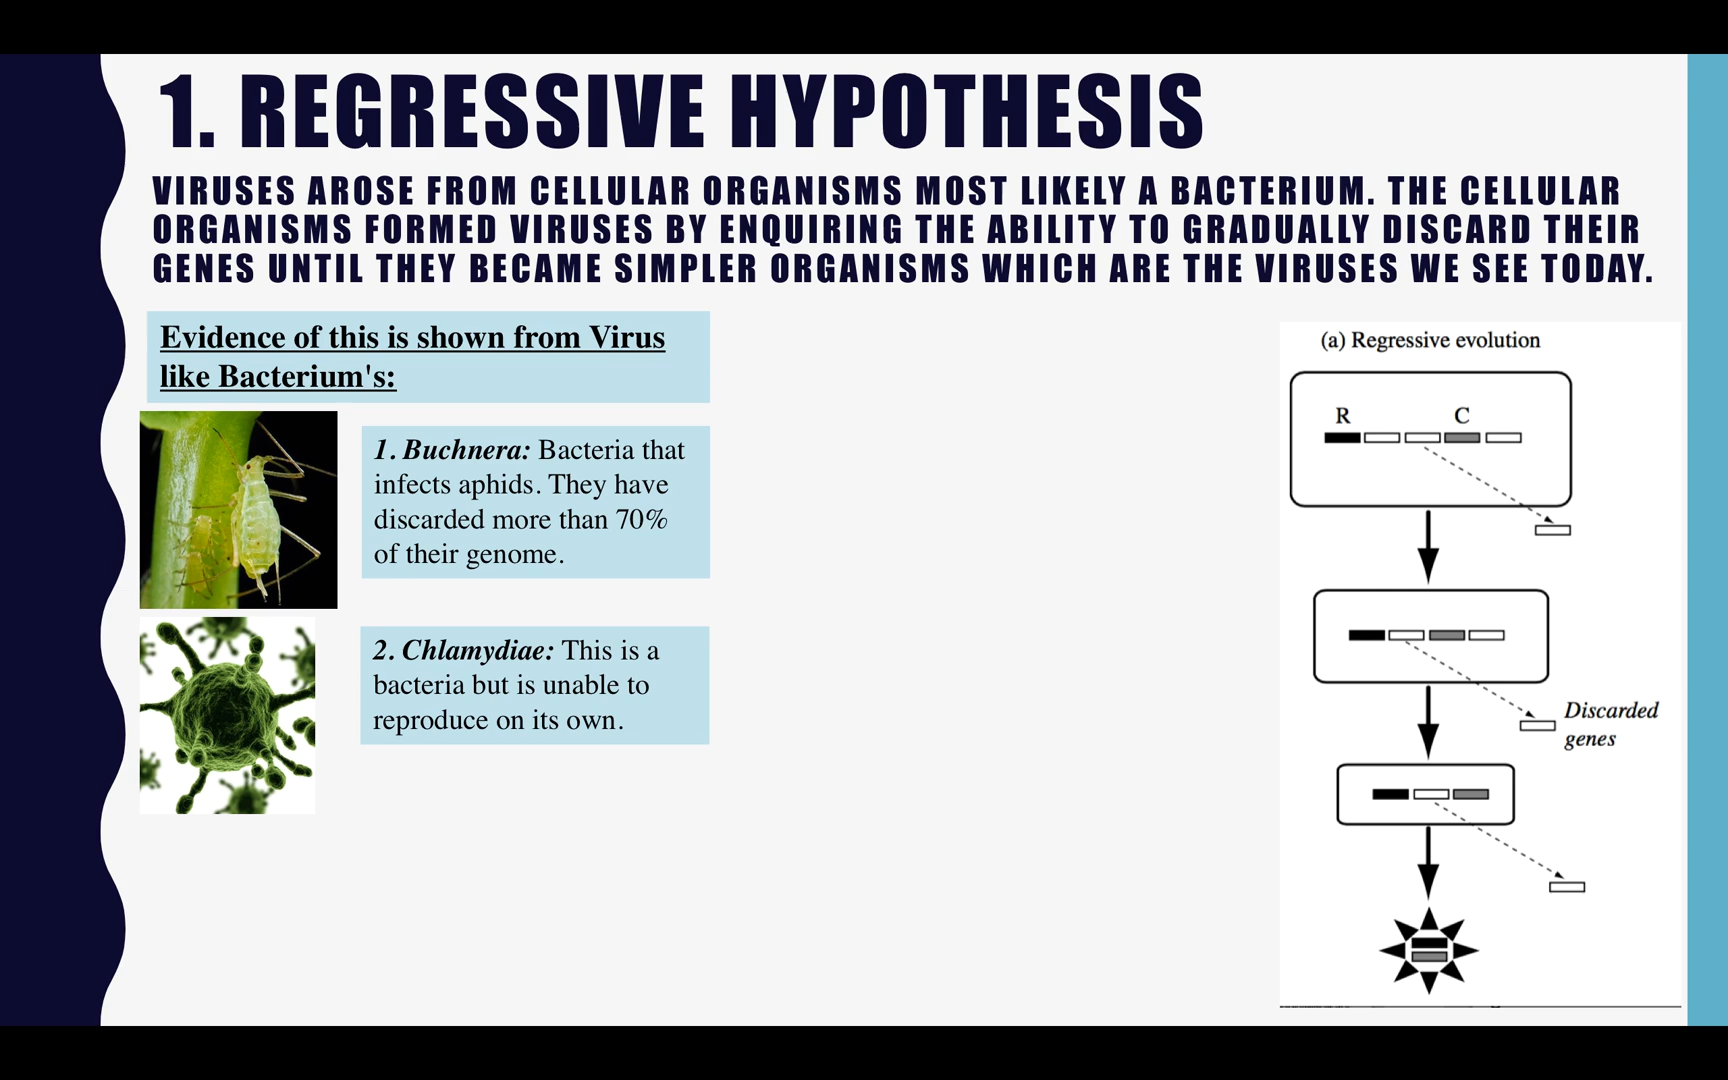 1. REGRESSIVE HYPOTHESIS
VIRUSES AROSE FROM CELLULAR ORGANISMS MOST LIKELY A BACTERIUM. THE CELLULAR
ORGANISMS FORMED VIRUSES BY ENQUIRING THE ABILITY TO GRADUALLY DISCARD THEIR
GENES UNTIL THEY BECAME SIMPLER ORGANISMS WHICH ARE THE VIRUSES WE SEE TODAY.
Evidence of this is shown from Virus
like Bacterium's:
1. Buchnera: Bacteria that
infects aphids. They have
discarded more than 70%
of their genome.
2. Chlamydiae: This is a
bacteria but is unable to
reproduce on its own.
(a) Regressive evolution
R C
Discarded
genes